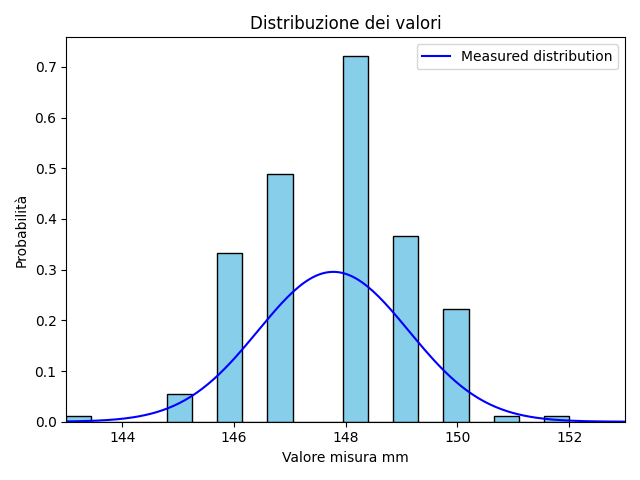 Distribuzione dei valori
Measured distribution
Probabilità
0.7
0.6
0.5
0.4
0.3
0.2
0.1
0.0
144 146 148 150 152
Valore misura mm